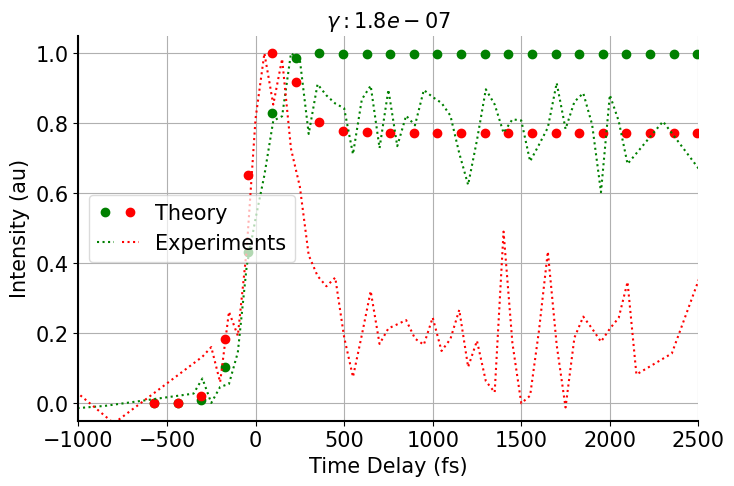 γ : 1.8e − 07
Intensity (au)
1.0
0.8
0.6
0.4
0.2
0.0
Theory
Experiments
−1000 −500 0 500 1000 1500 2000 2500
Time Delay (fs)